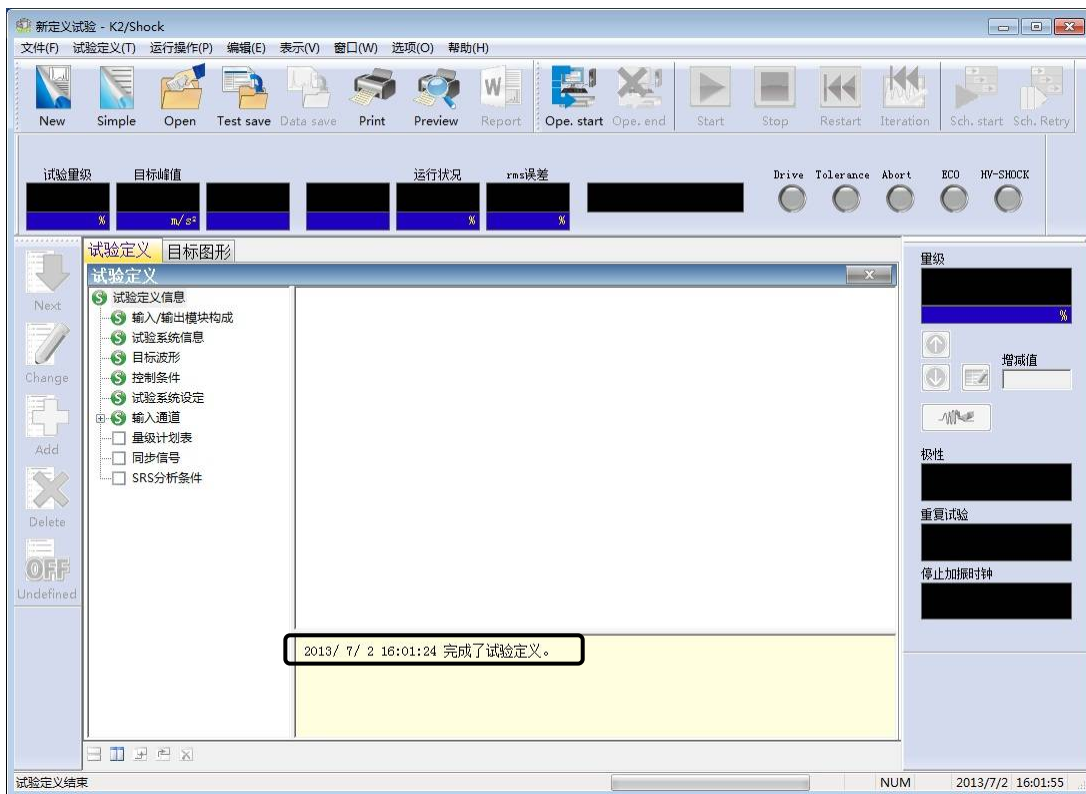 新定义试验 - K2/Shock
文件(F) 试验定义(T) 运行操作(P) 编辑(E) 表示(V) 窗口(W) 选项(O) 帮助(H)
New Simple Open Test save Data save Print Preview Report Ope. start Ope. end Start Stop Restart Iteration Sch. start Sch. Retry
试验量级 目标峰值 运行状况 rms误差 Drive Tolerance Abort ECO HV-SHOCK
% m/s² % %
试验定义 目标图形
试验定义
试验定义信息
输入/输出模块构成
试验系统信息
目标波形
控制条件
试验系统设定
输入通道
量级计划表
同步信号
SRS分析条件
Next
Change
Add
Delete
OFF
Undefined
2013/ 7/ 2 16:01:24 完成了试验定义。
量级
%
增减值
极性
重复试验
停止加振时钟
试验定义结束 NUM 2013/7/2 16:01:55